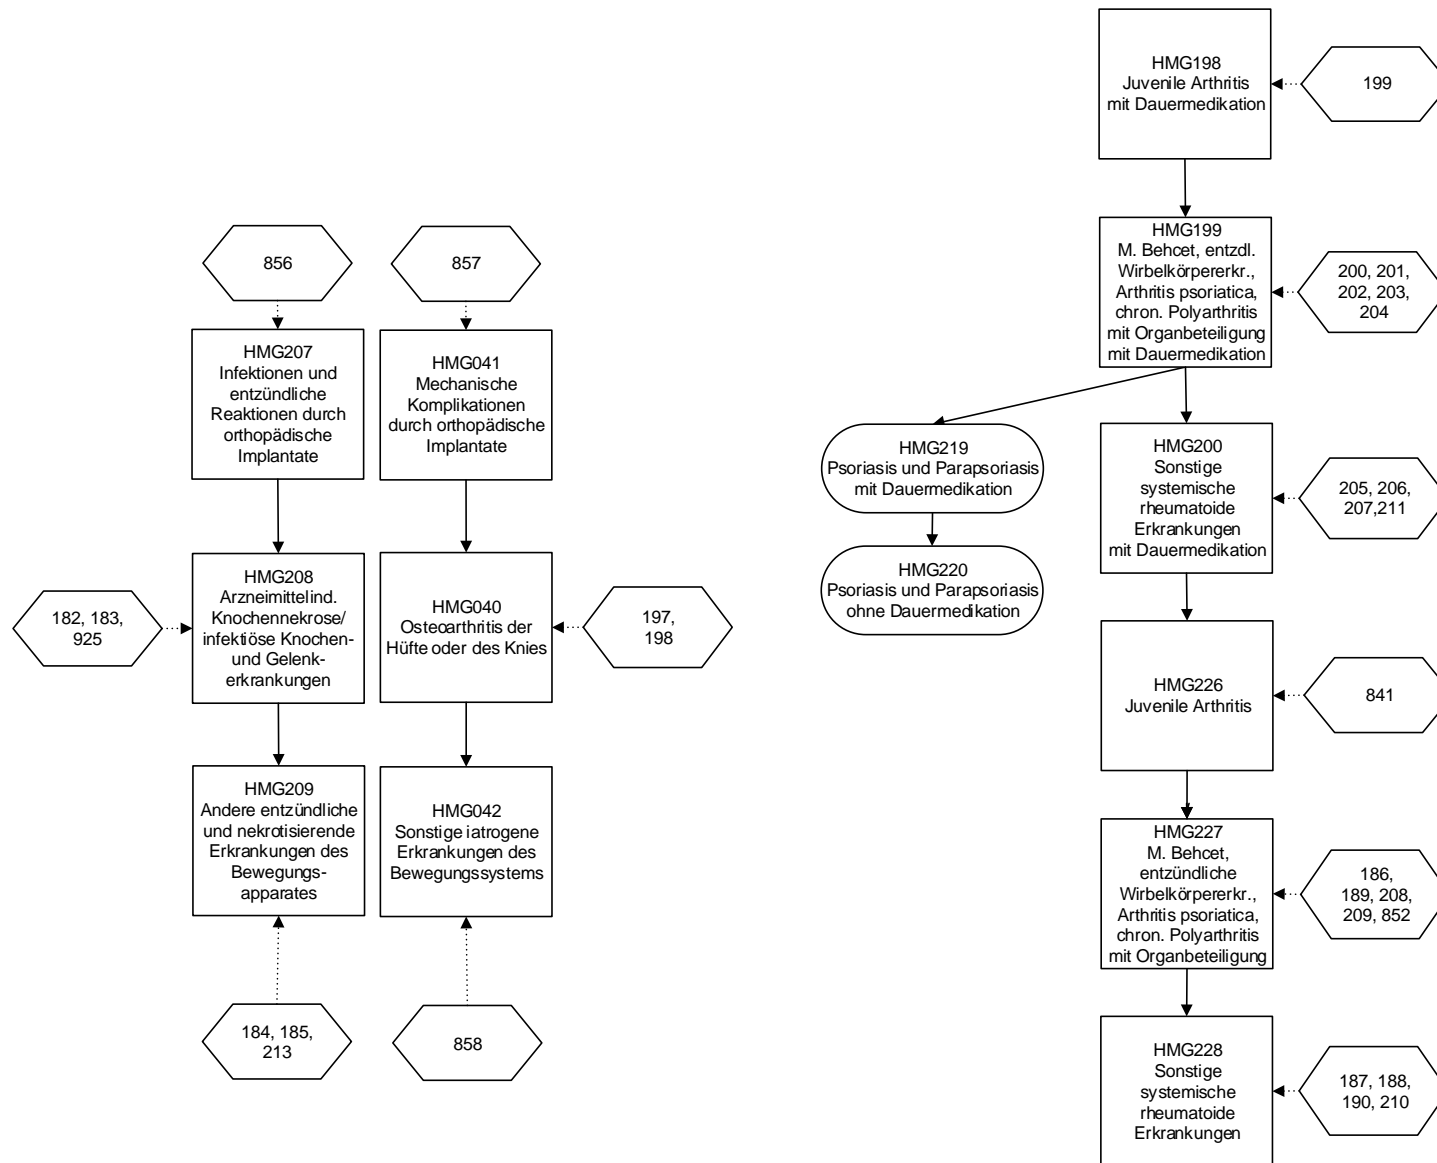 856
HMG207
Infektionen und
entzündliche
Reaktionen durch
orthopädische
Implantate
182, 183,
925
HMG208
Arzneimittelind.
Knochennekrose/
infektiöse Knochen-
und Gelenk-
erkrankungen
HMG209
Andere entzündliche
und nekrotisierende
Erkrankungen des
Bewegungs-
apparates
184, 185,
213
857
HMG041
Mechanische
Komplikationen
durch orthopädische
Implantate
HMG040
Osteoarthritis der
Hüfte oder des Knies
197,
198
HMG042
Sonstige iatrogene
Erkrankungen des
Bewegungssystems
858
HMG198
Juvenile Arthritis
mit Dauermedikation
199
HMG199
M. Behcet, entzdl.
Wirbelkörpererkr.,
Arthritis psoriatica,
chron. Polyarthritis
mit Organbeteiligung
mit Dauermedikation
200, 201,
202, 203,
204
HMG219
Psoriasis und Parapsoriasis
mit Dauermedikation
HMG220
Psoriasis und Parapsoriasis
ohne Dauermedikation
HMG200
Sonstige
systemische
rheumatoide
Erkrankungen
mit Dauermedikation
205, 206,
207,211
HMG226
Juvenile Arthritis
841
HMG227
M. Behcet,
entzündliche
Wirbelkörpererkr.,
Arthritis psoriatica,
chron. Polyarthritis
mit Organbeteiligung
186,
189, 208,
209, 852
HMG228
Sonstige
systemische
rheumatoide
Erkrankungen
187, 188,
190, 210